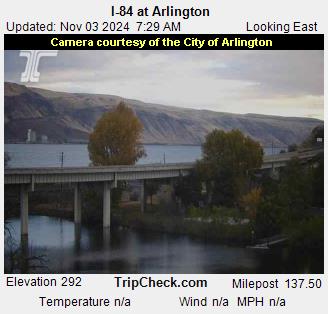 I-84 at Arlington
Updated: Nov 03 2024 7:29 AM Looking East
Camera courtesy of the City of Arlington
Elevation 292 TripCheck.com Milepost 137.50
Temperature n/a Wind n/a MPH n/a